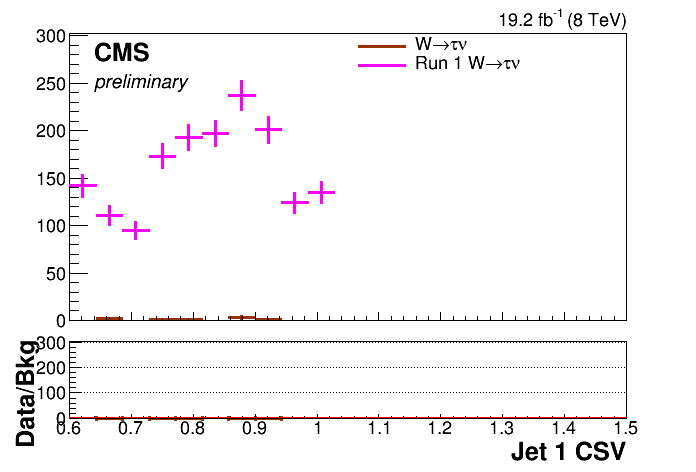 19.2 fb⁻¹ (8 TeV)
CMS
preliminary
W→τν
Run 1 W→τν
300
250
200
150
100
50
0
Data/Bkg
300
200
100
0
0.6 0.7 0.8 0.9 1 1.1 1.2 1.3 1.4 1.5
Jet 1 CSV